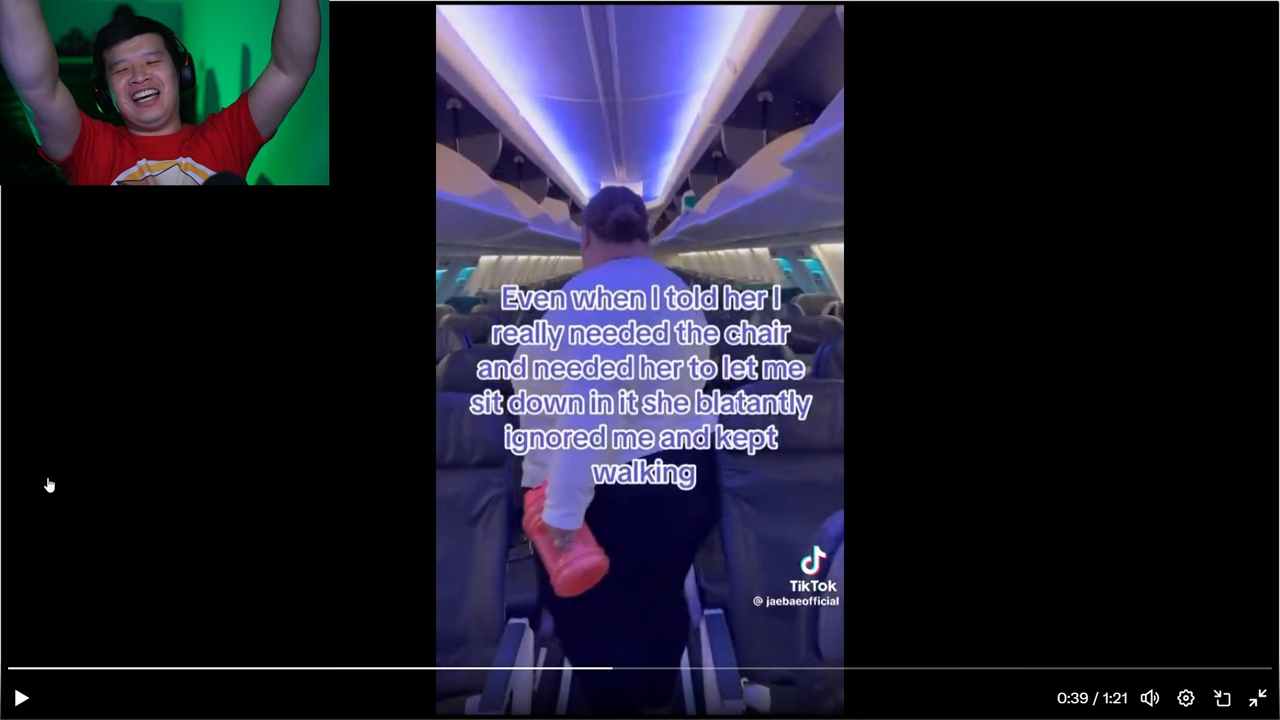 Even when I told her I
really needed the chair
and needed her to let me
sit down in it she blatantly
ignored me and kept
walking
TikTok
@ jaebaeofficial
0:39 / 1:21